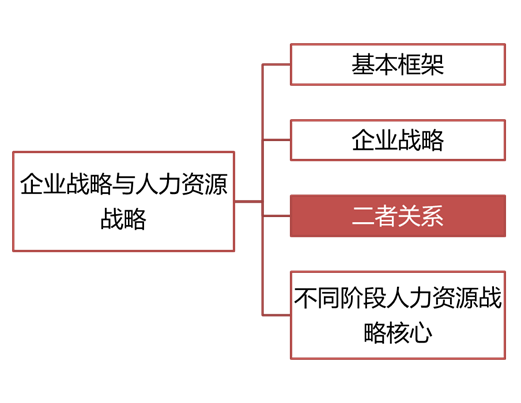 基本框架
企业战略
企业战略与人力资源
战略
二者关系
不同阶段人力资源战
略核心